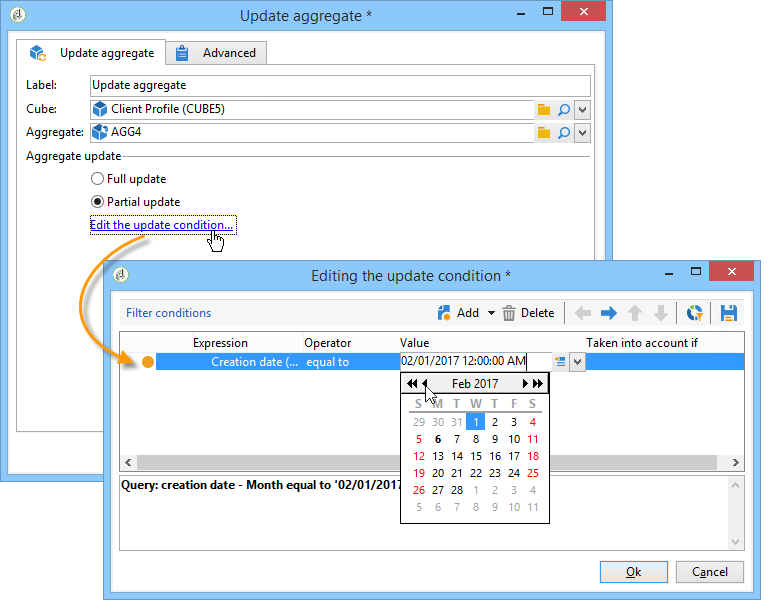 Update aggregate *
Update aggregate
Advanced
Label: Update aggregate
Cube: Client Profile (CUBE5)
Aggregate: AGG4
Aggregate update
Full update
Partial update
Edit the update condition...
Editing the update condition *
Filter conditions Add Delete
Expression Operator Value Taken into account if
Creation date (... equal to 02/01/2017 12:00:00 AM
Feb 2017
S M T W T F S
29 30 31 1 2 3 4
5 6 7 8 9 10 11
12 13 14 15 16 17 18
19 20 21 22 23 24 25
26 27 28 1 2 3 4
5 6 7 8 9 10 11
Query: creation date - Month equal to '02/01/2017
Ok Cancel